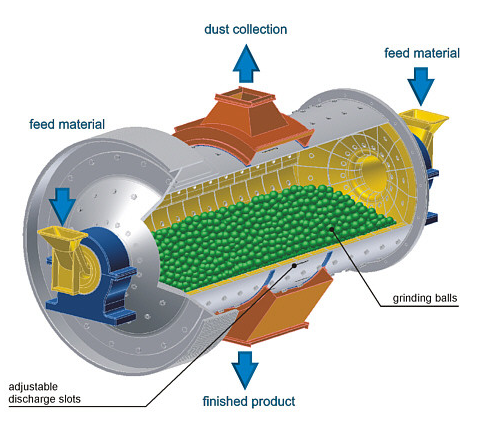 dust collection
feed material
feed material
grinding balls
adjustable
discharge slots
finished product